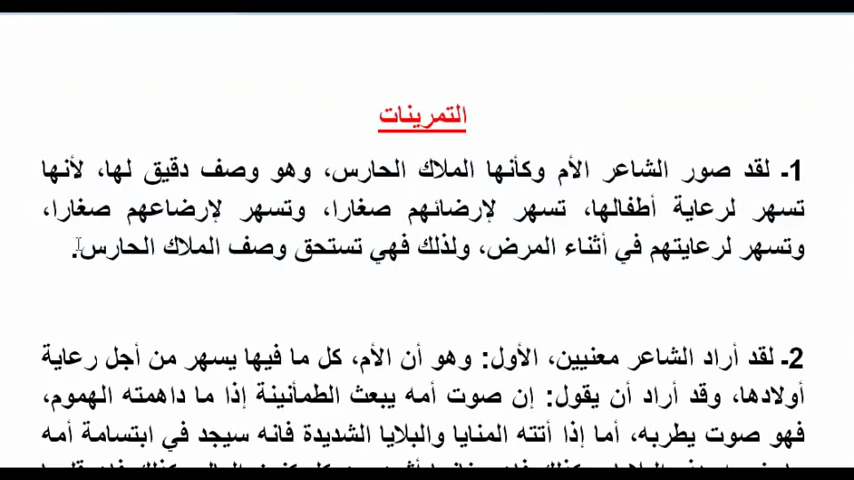 التمرينات
1ـ لقد صور الشاعر الأم وكأنها الملاك الحارس، وهو وصف دقيق لها، لأنها
تسهر لرعاية أطفالها، تسهر لإرضائهم صغارا، وتسهر لإرضاعهم صغارا،
وتسهر لرعايتهم في أثناء المرض، ولذلك فهي تستحق وصف الملاك الحارس.
2ـ لقد أراد الشاعر معنيين، الأول: وهو أن الأم، كل ما فيها يسهر من أجل رعاية
أولادها، وقد أراد أن يقول: إن صوت أمه يبعث الطمأنينة إذا ما داهمته الهموم،
فهو صوت يطربه، أما إذا أتته المنايا والبلايا الشديدة فانه سيجد في ابتسامة أمه